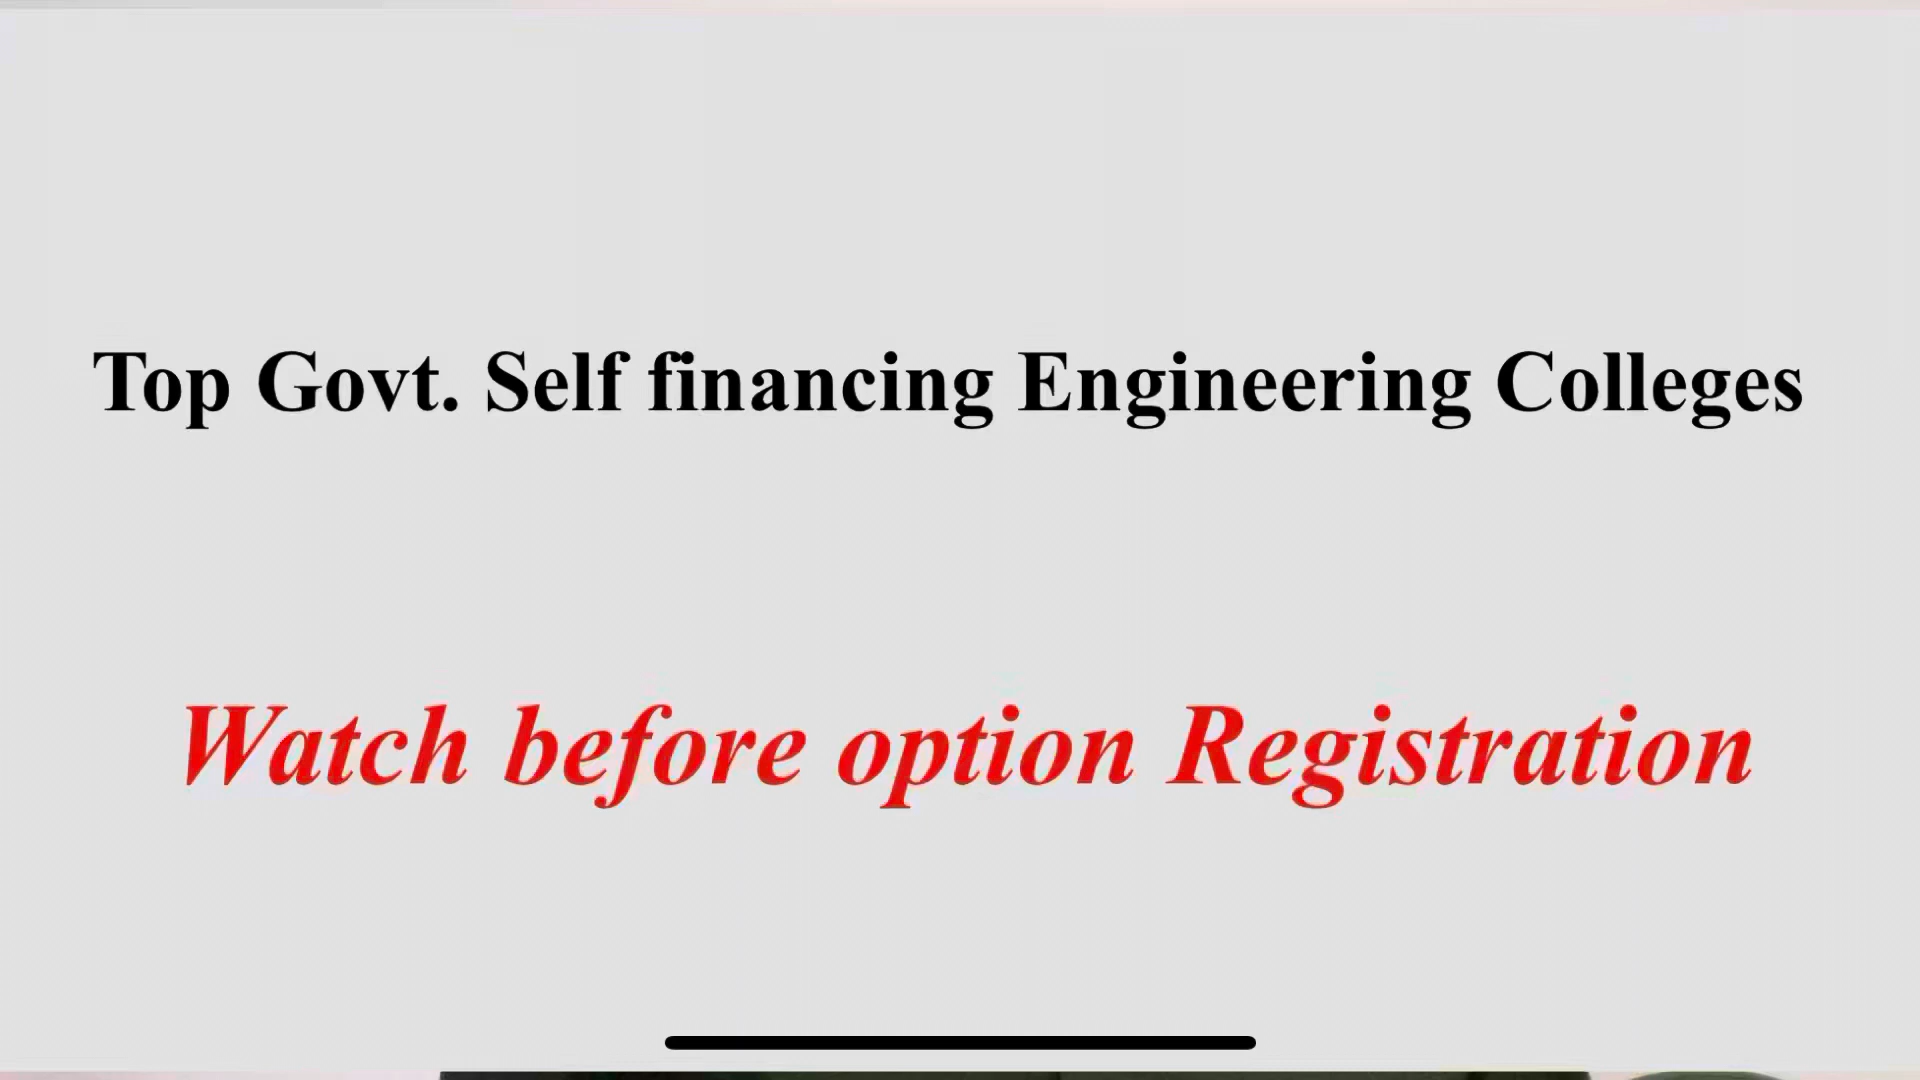 Top Govt. Self financing Engineering Colleges
Watch before option Registration